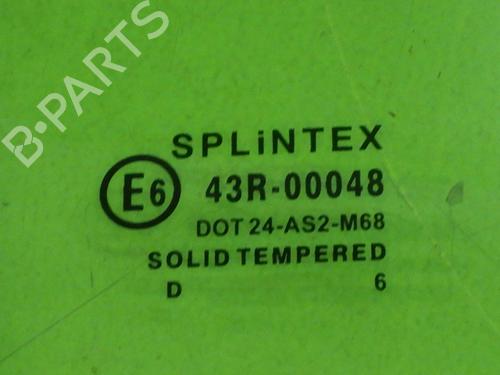 B-PARTS
SPLiNTEX
E6 43R-00048
DOT 24-AS2-M68
SOLID TEMPERED
D 6